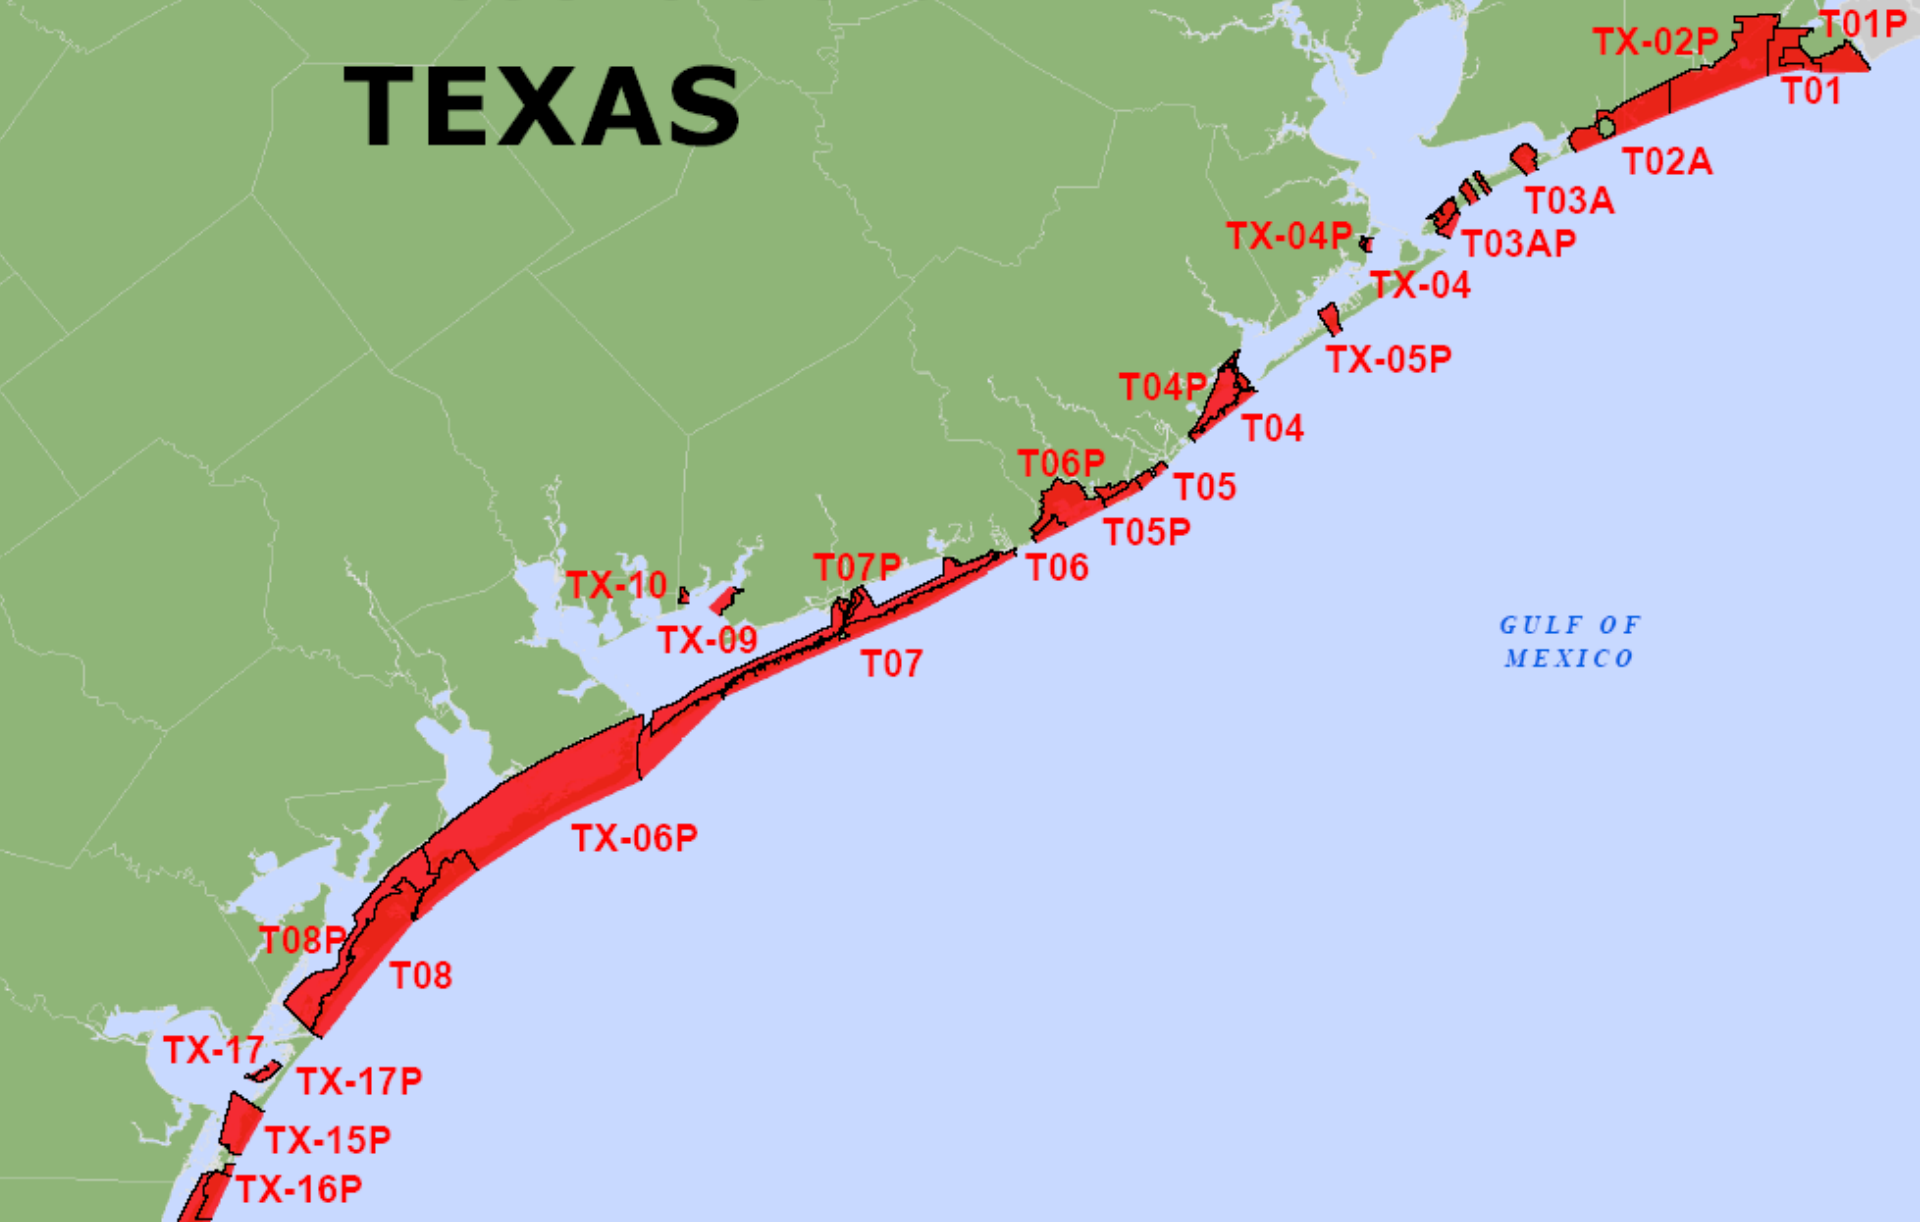 TEXAS
T01P
TX-02P
T01
T02A
T03A
TX-04P
T03AP
TX-04
TX-05P
T04P
T04
T06P
T05
T05P
T07P
T06
TX-10
TX-09
T07
GULF OF
MEXICO
TX-06P
T08P
T08
TX-17
TX-17P
TX-15P
TX-16P